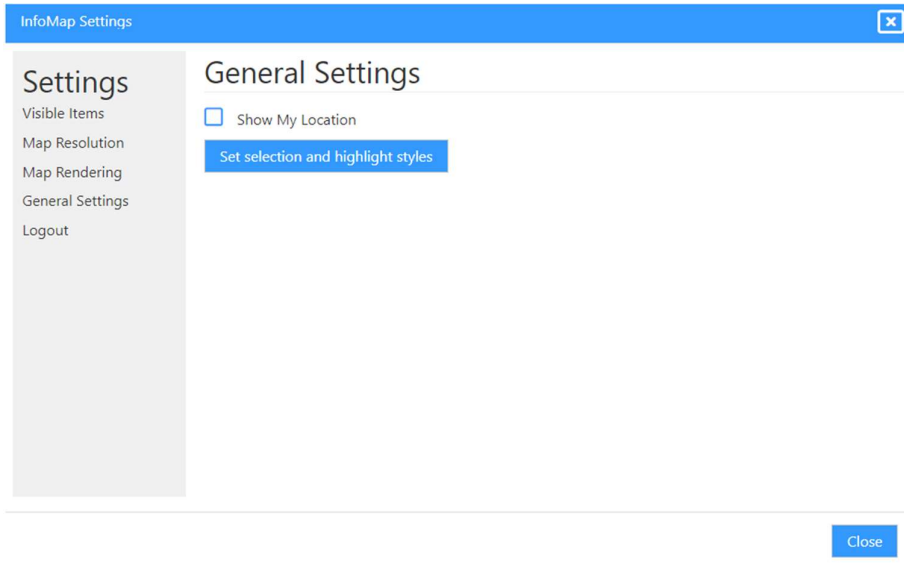 InfoMap Settings
Settings
Visible Items
Map Resolution
Map Rendering
General Settings
Logout
General Settings
Show My Location
Set selection and highlight styles
Close